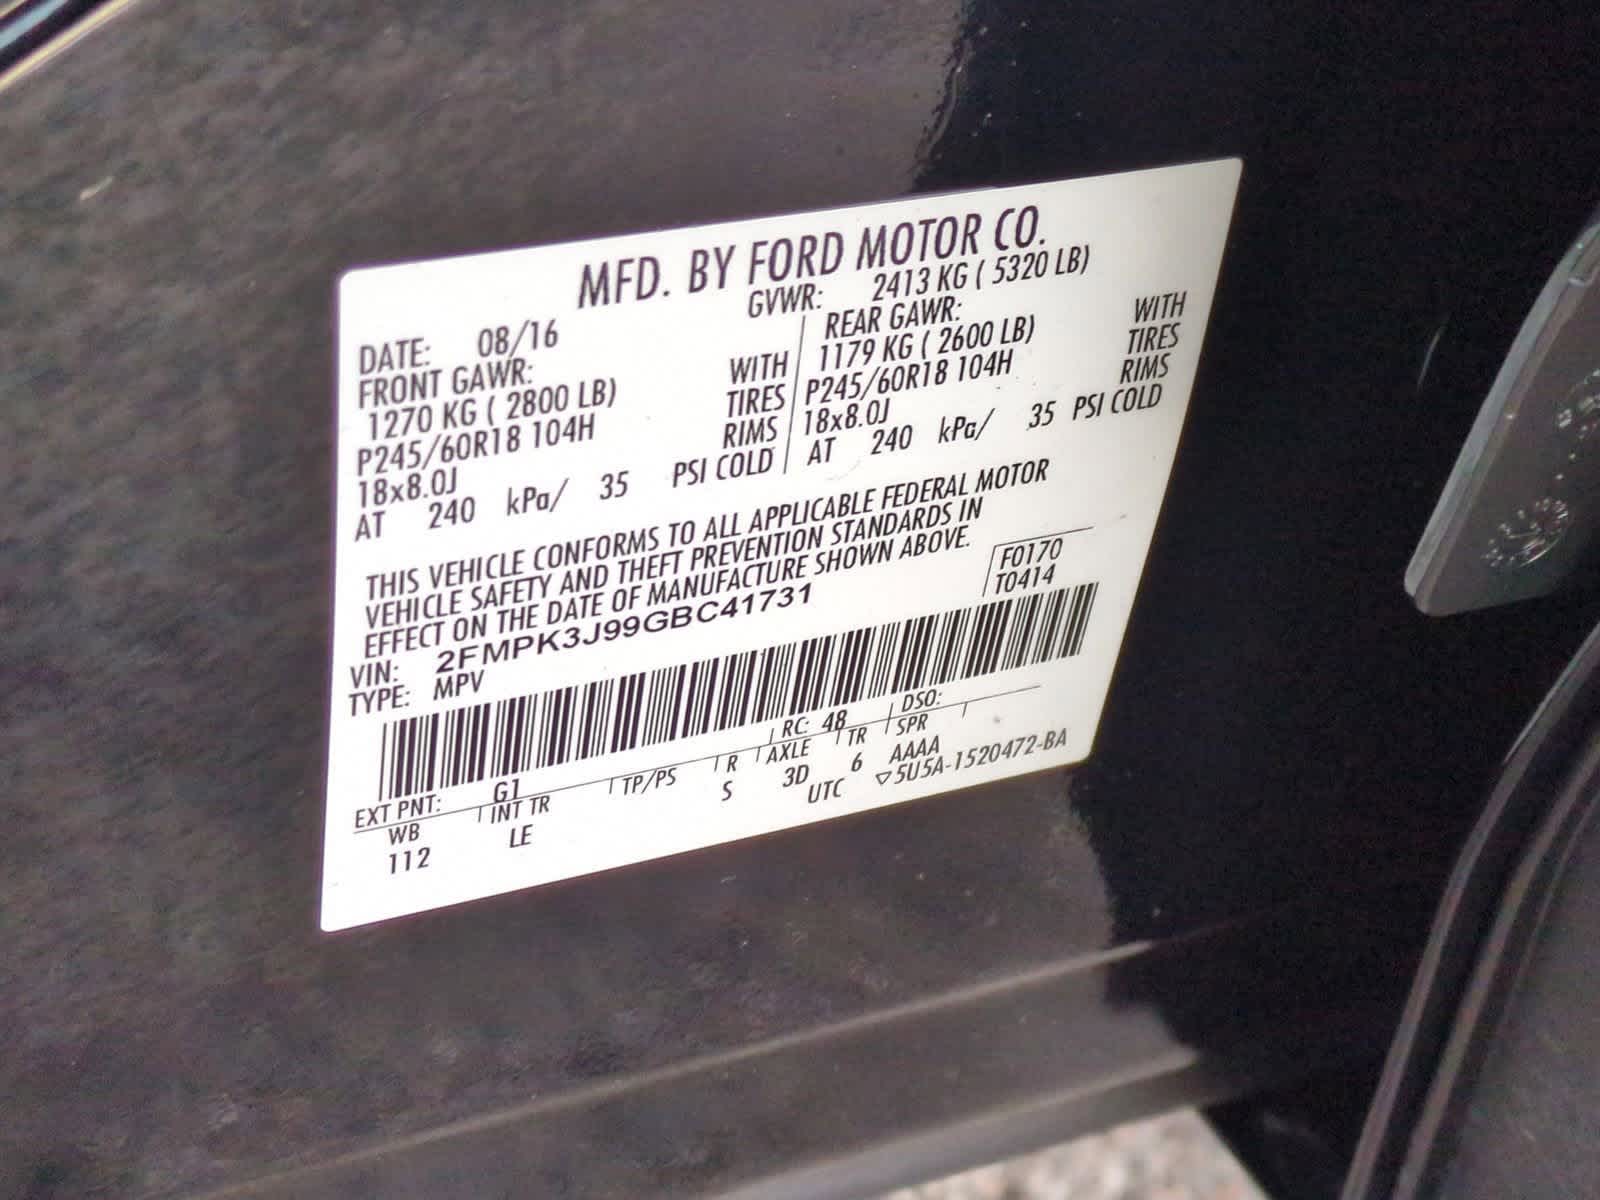 MFD. BY FORD MOTOR CO.
DATE: 08/16 GVWR: 2413 KG ( 5320 LB)
FRONT GAWR: REAR GAWR:
1270 KG ( 2800 LB) WITH 1179 KG ( 2600 LB) WITH
P245/60R18 104H TIRES P245/60R18 104H TIRES
18x8.0J RIMS 18x8.0J RIMS
AT 240 kPa/ 35 PSI COLD AT 240 kPa/ 35 PSI COLD
THIS VEHICLE CONFORMS TO ALL APPLICABLE FEDERAL MOTOR
VEHICLE SAFETY AND THEFT PREVENTION STANDARDS IN
EFFECT ON THE DATE OF MANUFACTURE SHOWN ABOVE.
F0170
VIN: 2FMPK3J99GBC41731 T0414
TYPE: MPV
EXT PNT: G1 RC: 48 DSO:
WB INT TR TP/PS R AXLE TR SPR
112 LE S 3D 6 AAAA
UTC ▽5U5A-1520472-BA